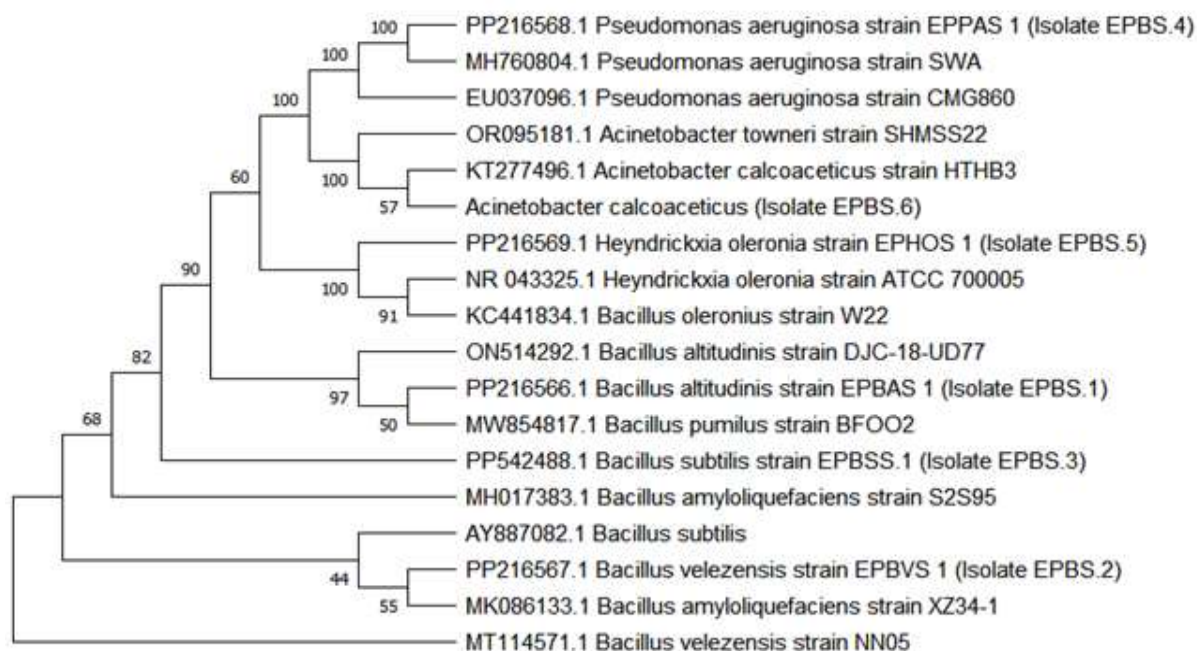 100 PP216568.1 Pseudomonas aeruginosa strain EPPAS 1 (Isolate EPBS.4)
100 MH760804.1 Pseudomonas aeruginosa strain SWA
100 EU037096.1 Pseudomonas aeruginosa strain CMG860
OR095181.1 Acinetobacter towneri strain SHMSS22
60 100 KT277496.1 Acinetobacter calcoaceticus strain HTHB3
57 Acinetobacter calcoaceticus (Isolate EPBS.6)
PP216569.1 Heyndrickxia oleronia strain EPHOS 1 (Isolate EPBS.5)
90 100 NR 043325.1 Heyndrickxia oleronia strain ATCC 700005
91 KC441834.1 Bacillus oleronius strain W22
82 ON514292.1 Bacillus altitudinis strain DJC-18-UD77
97 PP216566.1 Bacillus altitudinis strain EPBAS 1 (Isolate EPBS.1)
68 50 MW854817.1 Bacillus pumilus strain BFOO2
PP542488.1 Bacillus subtilis strain EPBSS.1 (Isolate EPBS.3)
MH017383.1 Bacillus amyloliquefaciens strain S2S95
AY887082.1 Bacillus subtilis
44 PP216567.1 Bacillus velezensis strain EPBVS 1 (Isolate EPBS.2)
55 MK086133.1 Bacillus amyloliquefaciens strain XZ34-1
MT114571.1 Bacillus velezensis strain NN05